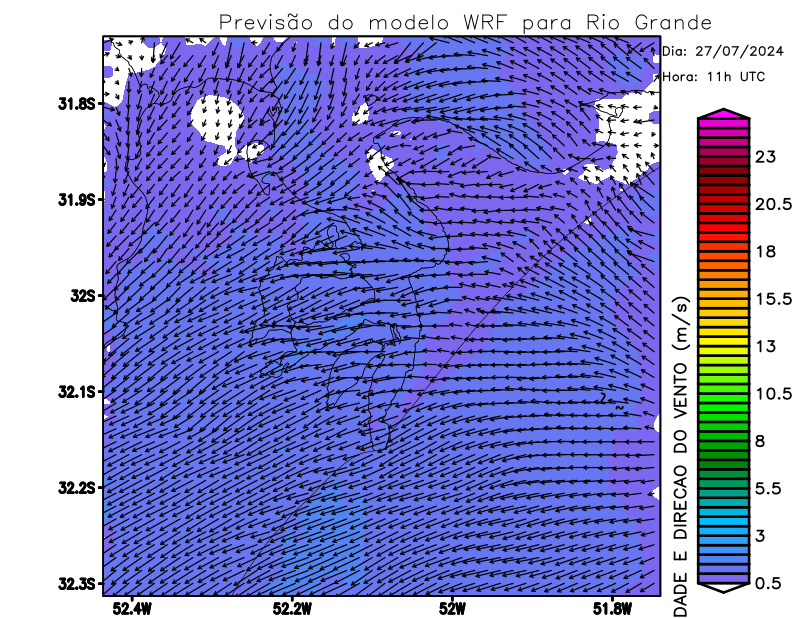 Previsão do modelo WRF para Rio Grande
Dia: 27/07/2024
Hora: 11h UTC
31.8S
31.9S
32S
32.1S
32.2S
32.3S
52.4W
52.2W
52W
51.8W
DADE E DIRECAO DO VENTO (m/s)
23
20.5
18
15.5
13
10.5
8
5.5
3
0.5